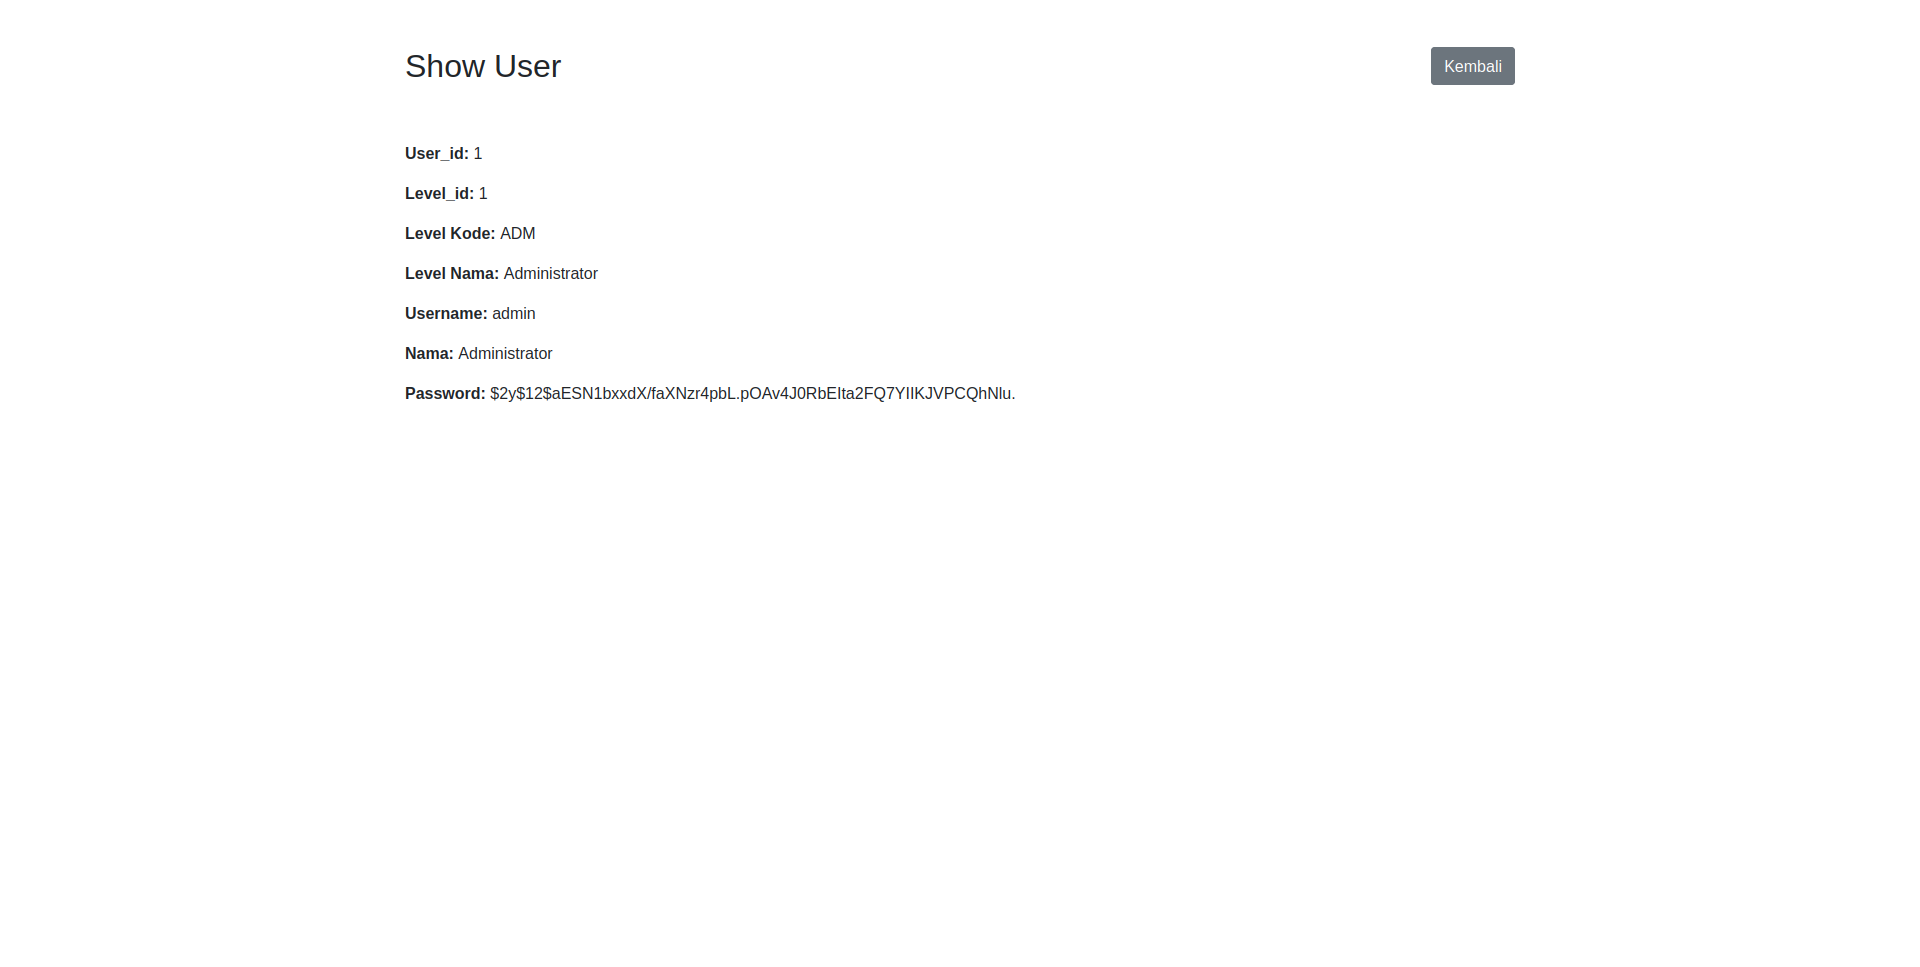 Show User
Kembali
User_id: 1
Level_id: 1
Level Kode: ADM
Level Nama: Administrator
Username: admin
Nama: Administrator
Password: $2y$12$aESN1bxxdX/faXNzr4pbL.pOAv4J0RbEIta2FQ7YIIKJVPCQhNlu.